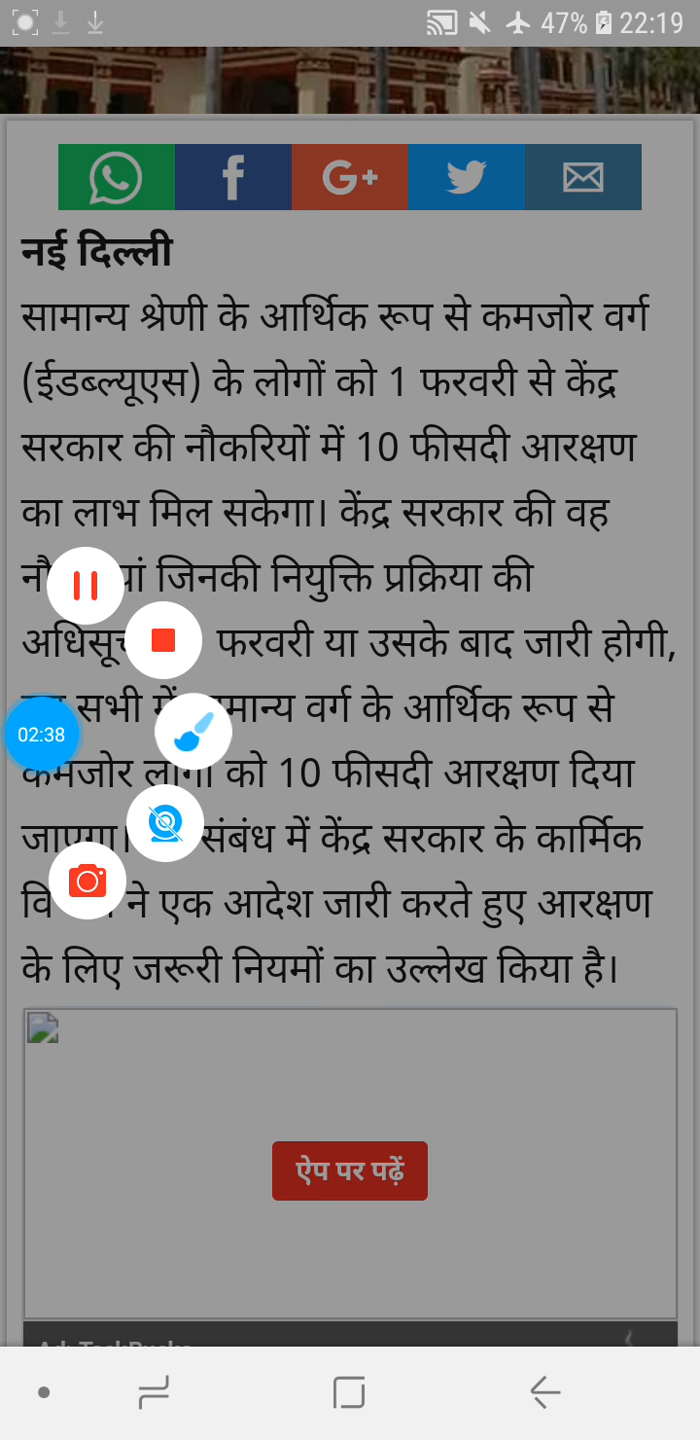 47% 22:19
G+ f
नई दिल्ली
सामान्य श्रेणी के आर्थिक रूप से कमजोर वर्ग
(ईडब्ल्यूएस) के लोगों को 1 फरवरी से केंद्र
सरकार की नौकरियों में 10 फीसदी आरक्षण
का लाभ मिल सकेगा। केंद्र सरकार की वह
जिनकी नियुक्ति प्रक्रिया की
फरवरी या उसके बाद जारी होगी,
सभी में वर्ग के आर्थिक रूप से
02:38
कमजोर लोगों को 10 फीसदी आरक्षण दिया
जाएगा। संबंध में केंद्र सरकार के कार्मिक
ने एक आदेश जारी करते हुए आरक्षण
के लिए जरूरी नियमों का उल्लेख किया है।
ऐप पर पढ़ें